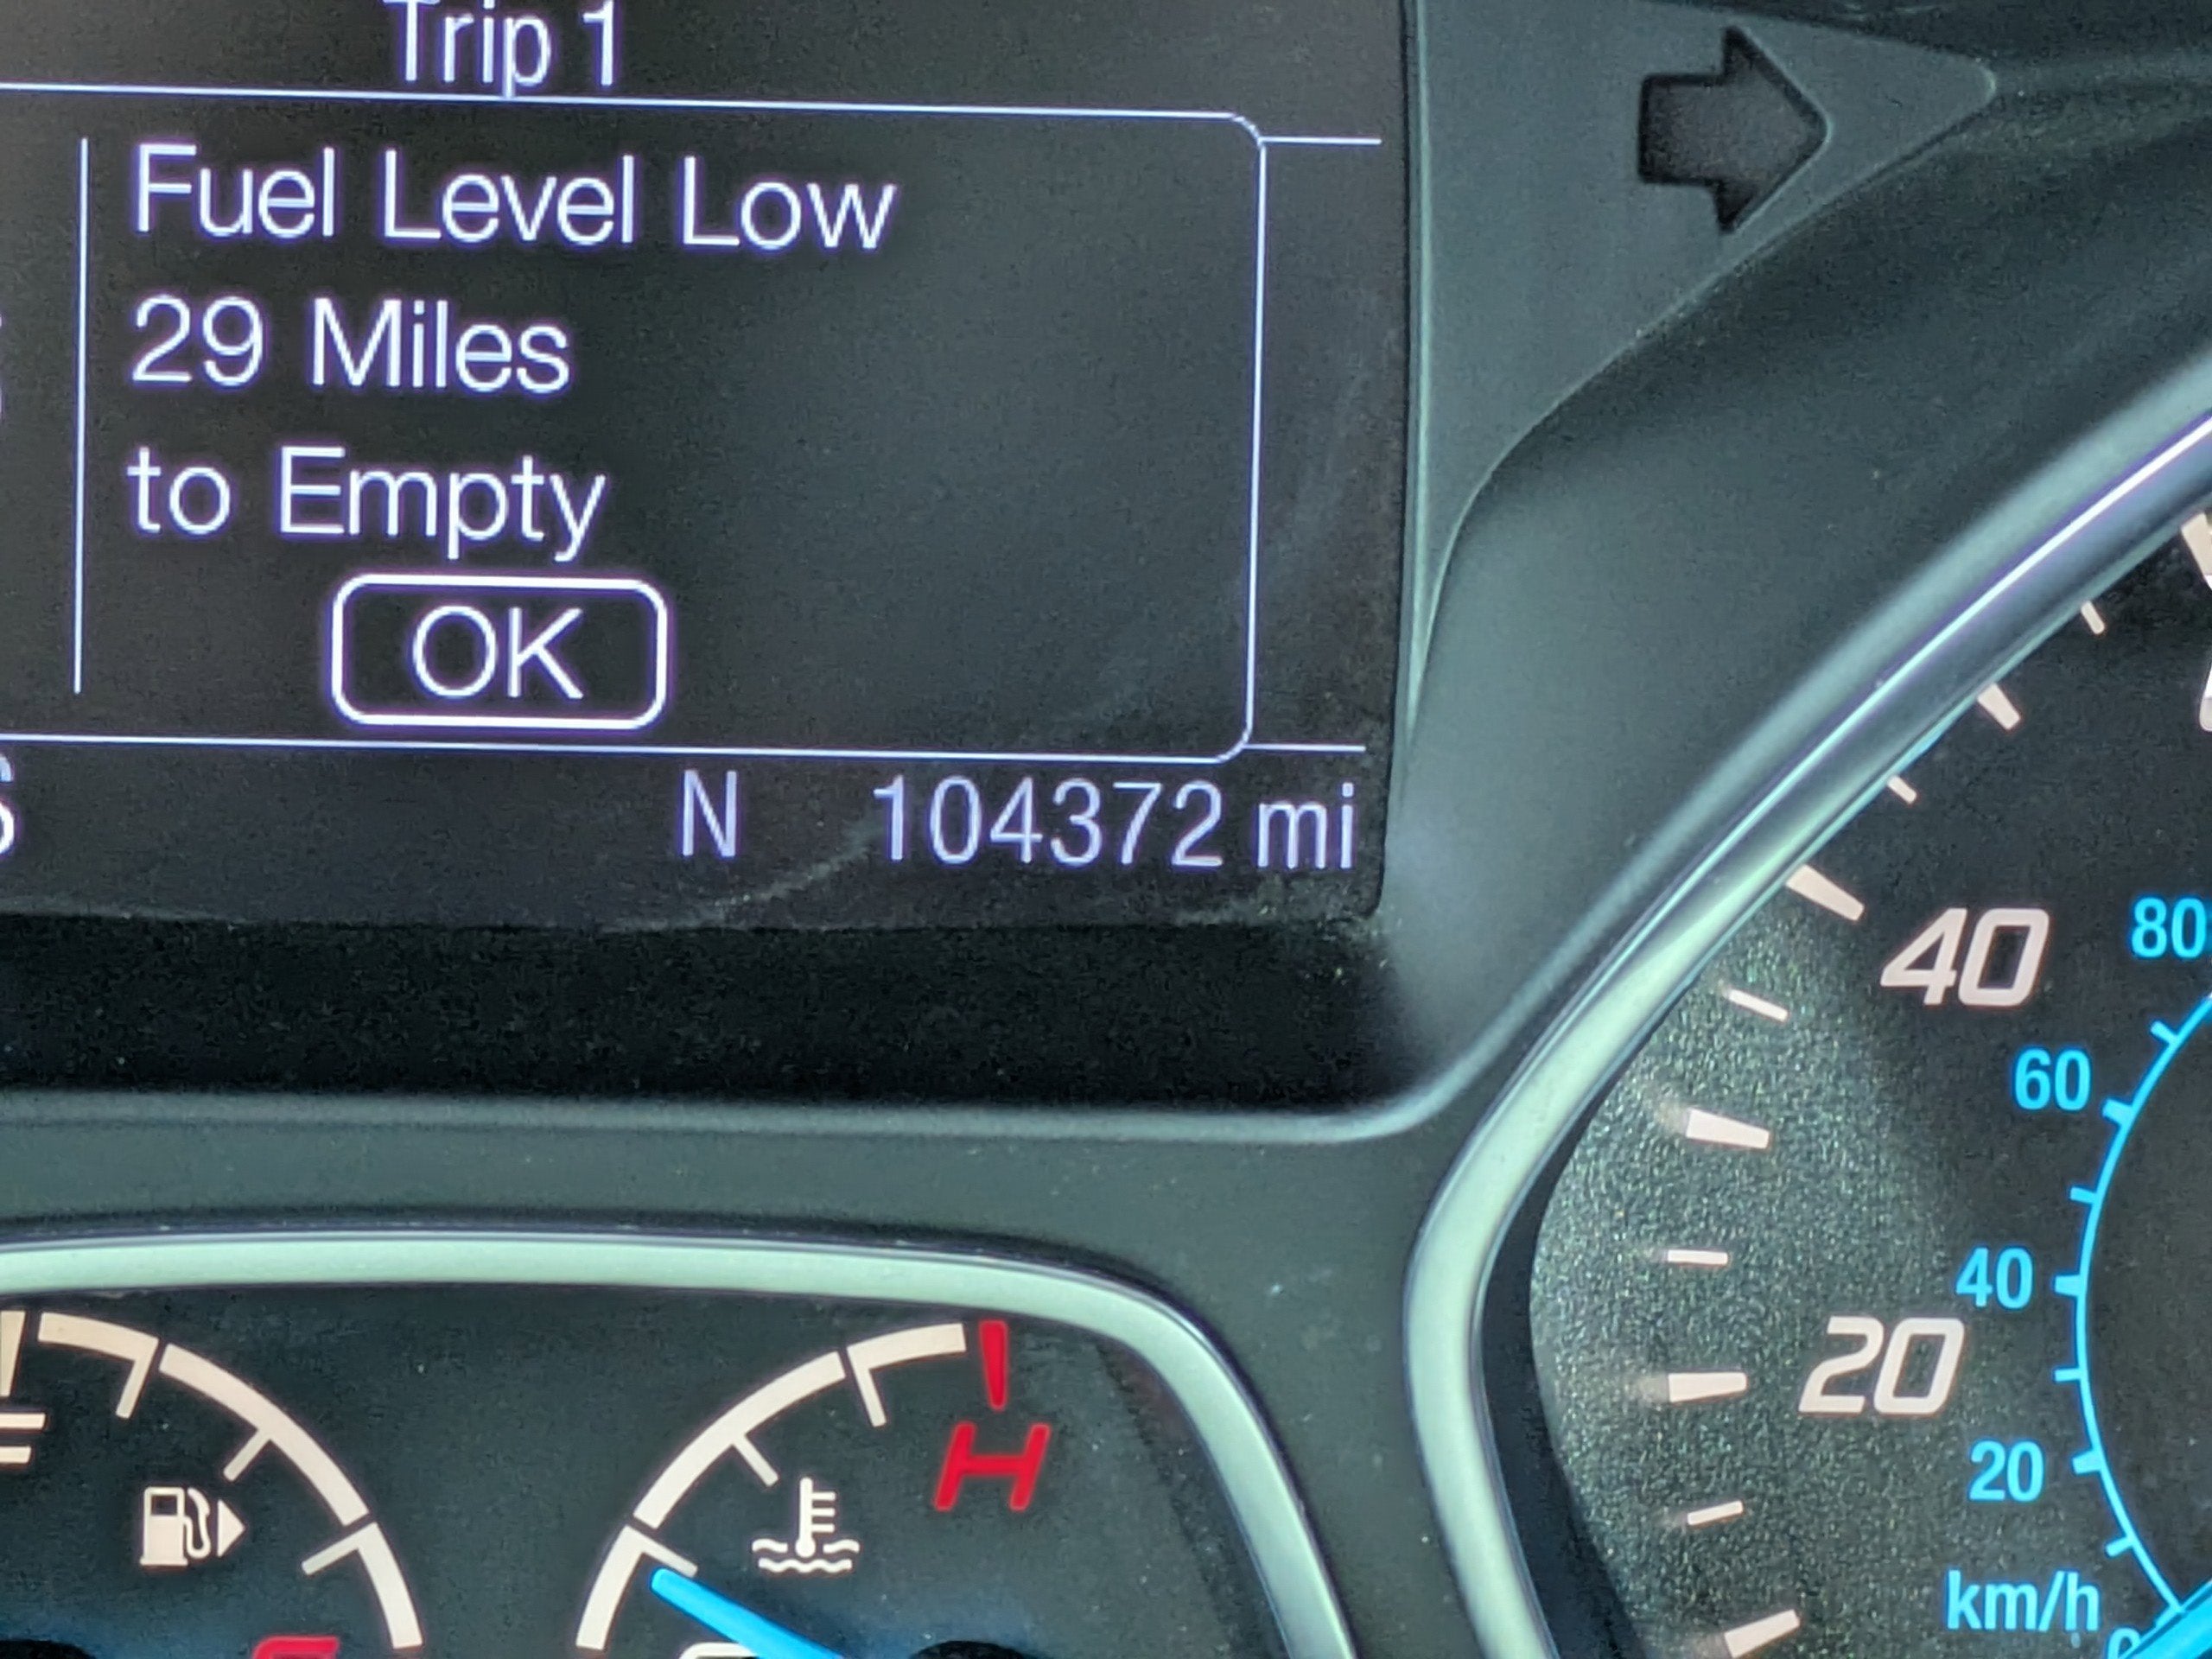 Trip 1
Fuel Level Low
29 Miles
to Empty
OK
N 104372 mi
40
80
60
40
20
20
km/h
H